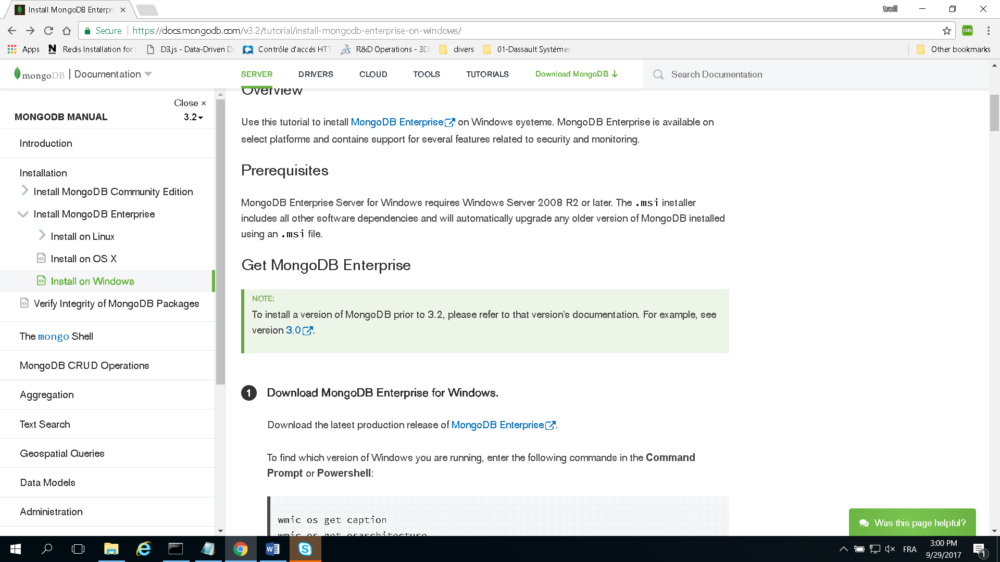 Install MongoDB Enterpri
troll
Secure
https://docs.mongodb.com/v3.2/tutorial/install-mongodb-enterprise-on-windows/
CORS
Apps
Redis Installation for
D3.js - Data-Driven D
Contrôle d'accès HTT
R&D Operations - 3D
divers
01-Dassault Systèmes
Other bookmarks
mongoDB | Documentation
SERVER
DRIVERS
CLOUD
TOOLS
TUTORIALS
Download MongoDB
Search Documentation
Close ×
MONGODB MANUAL
3.2
Introduction
Installation
Install MongoDB Community Edition
Install MongoDB Enterprise
Install on Linux
Install on OS X
Install on Windows
Verify Integrity of MongoDB Packages
The mongo Shell
MongoDB CRUD Operations
Aggregation
Text Search
Geospatial Queries
Data Models
Administration
Overview
Use this tutorial to install MongoDB Enterprise on Windows systems. MongoDB Enterprise is available on
select platforms and contains support for several features related to security and monitoring.
Prerequisites
MongoDB Enterprise Server for Windows requires Windows Server 2008 R2 or later. The .msi installer
includes all other software dependencies and will automatically upgrade any older version of MongoDB installed
using an .msi file.
Get MongoDB Enterprise
NOTE:
To install a version of MongoDB prior to 3.2, please refer to that version's documentation. For example, see
version 3.0.
1 Download MongoDB Enterprise for Windows.
Download the latest production release of MongoDB Enterprise.
To find which version of Windows you are running, enter the following commands in the Command
Prompt or Powershell:
wmic os get caption
wmic os get osarchitecture
Was this page helpful?
FRA
3:00 PM
9/29/2017
1